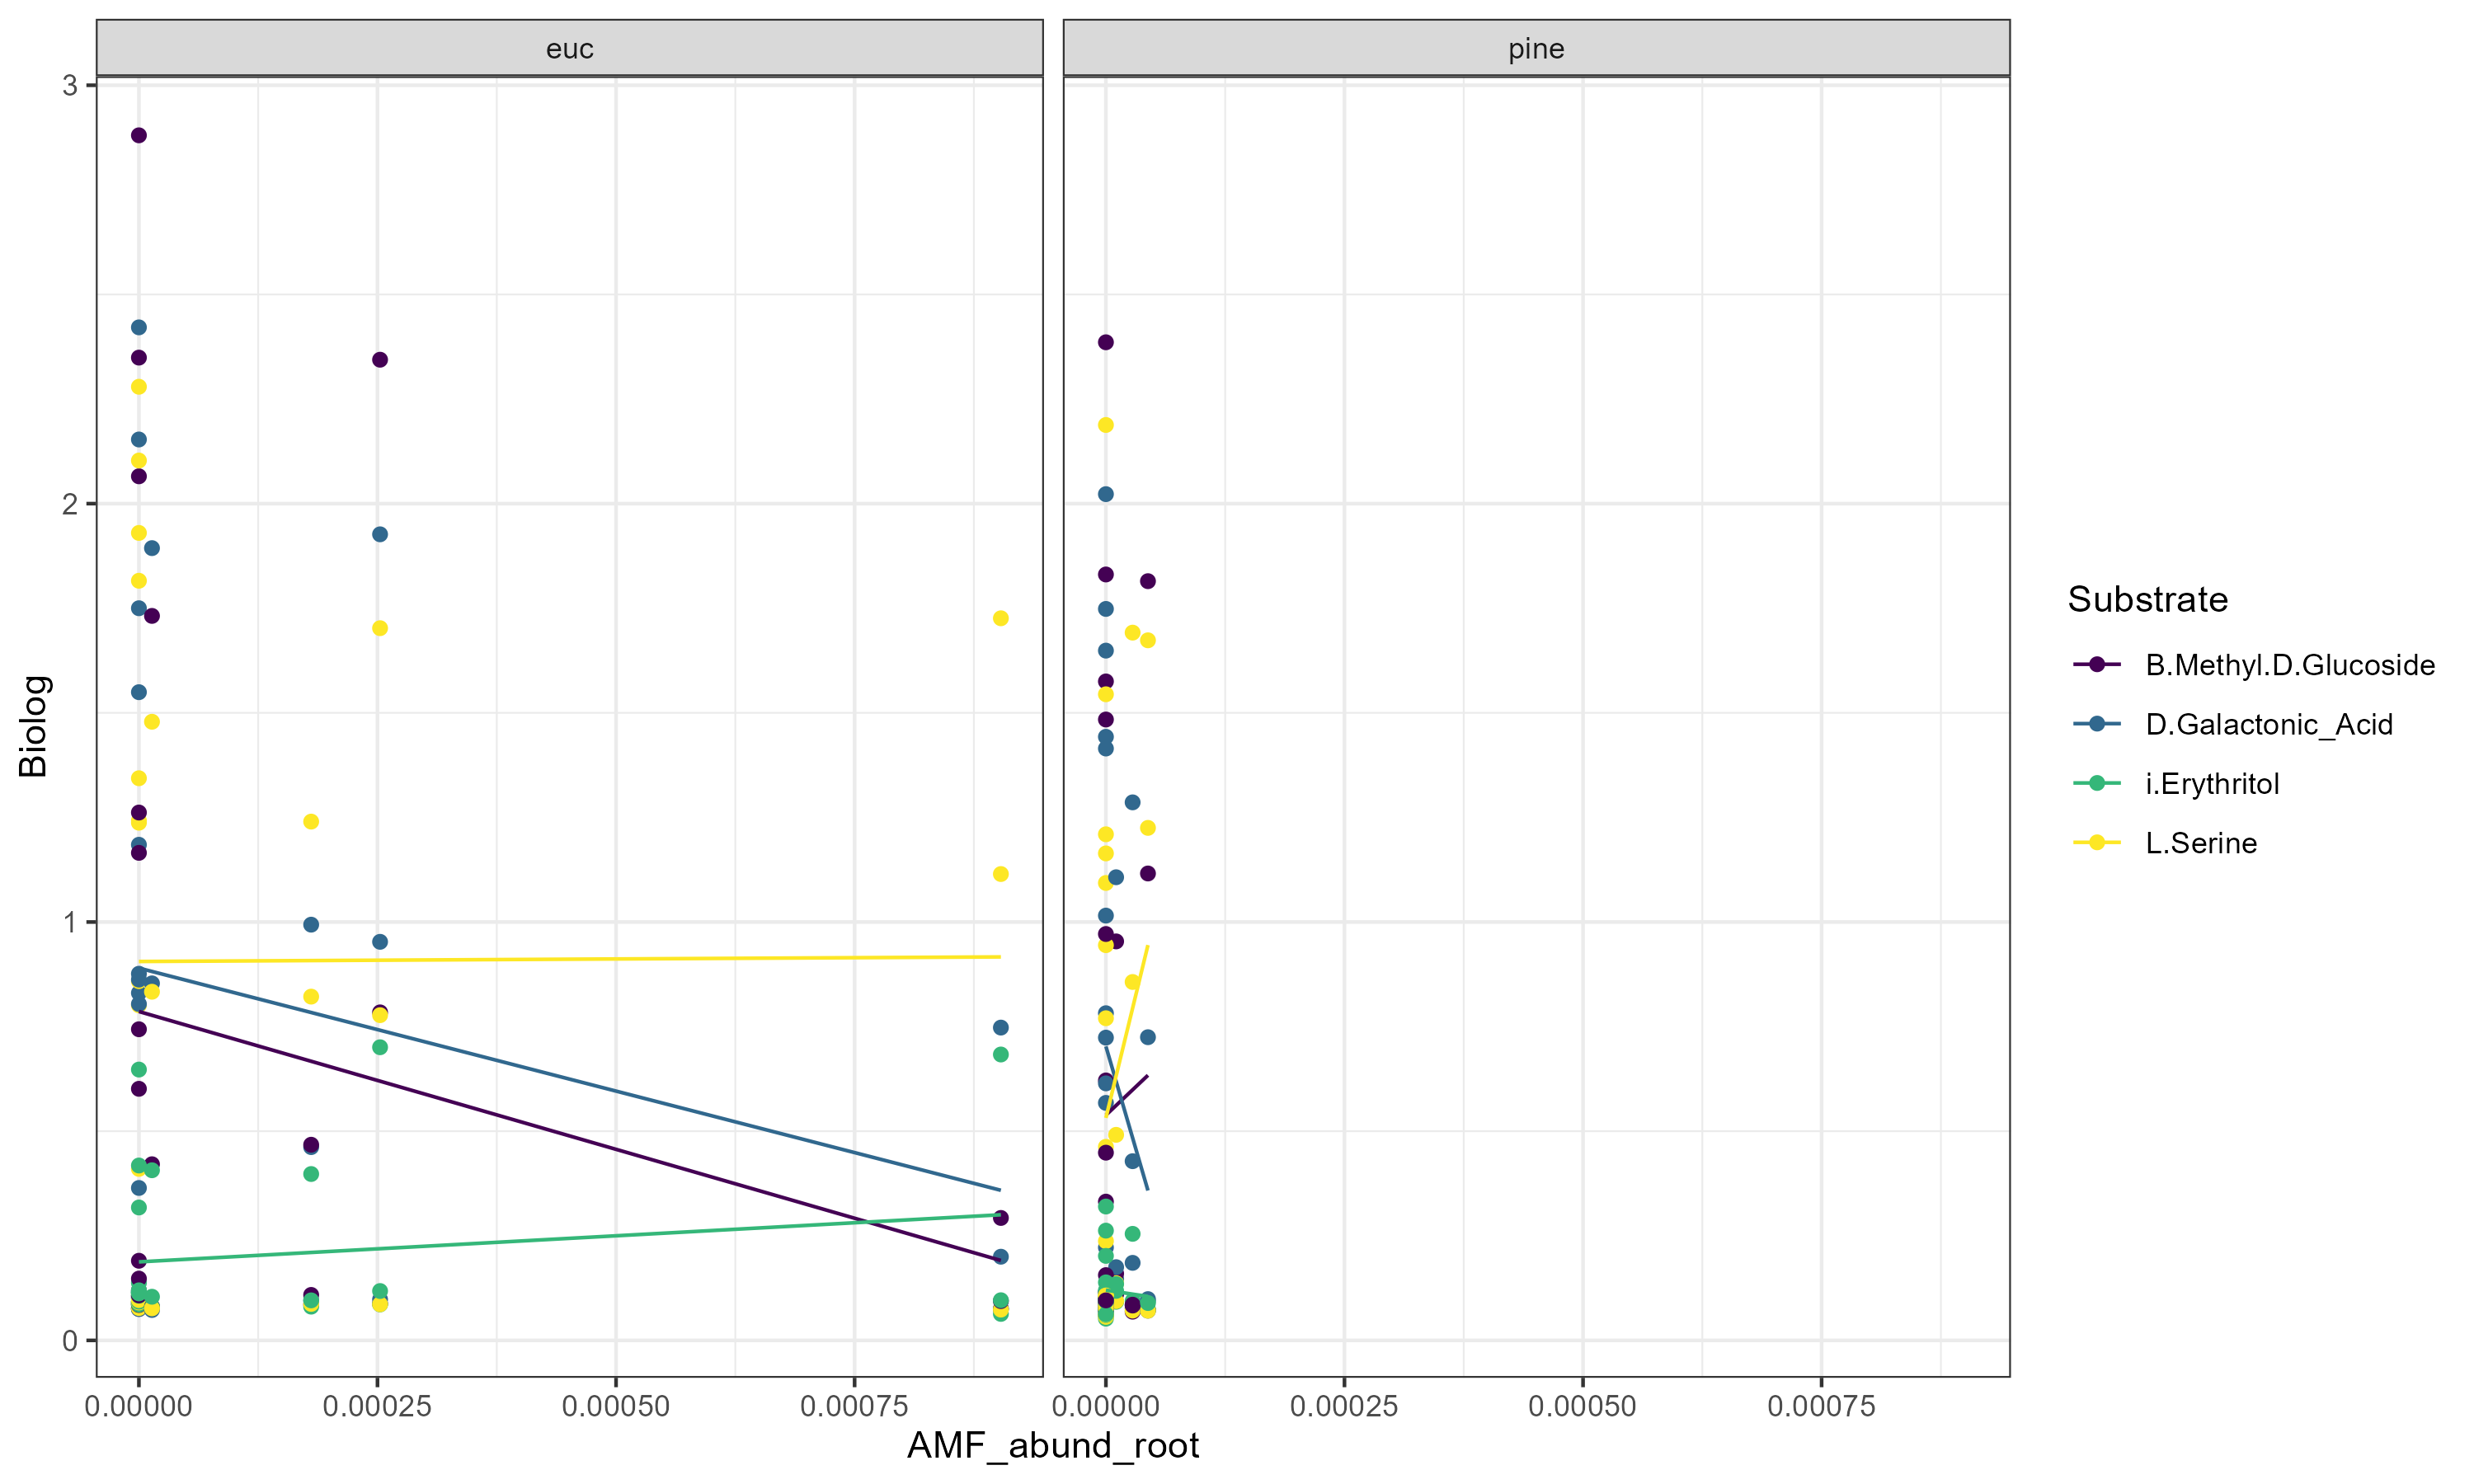 euc
pine
3
2
1
0
Biolog
0.00000 0.00025 0.00050 0.00075
0.00000 0.00025 0.00050 0.00075
AMF_abund_root
Substrate
B.Methyl.D.Glucoside
D.Galactonic_Acid
i.Erythritol
L.Serine